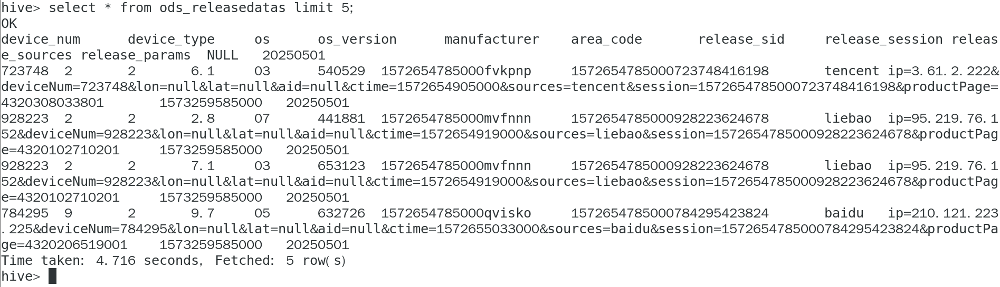 hive> select * from ods_releasedatas limit 5;
OK
device_num device_type os os_version manufacturer area_code release_sid release_session releas
e_sources release_params NULL 20250501
723748 2 2 6.1 03 540529 1572654785000fvkpnp 1572654785000723748416198 tencent ip=3.61.2.222&
deviceNum=723748&lon=null&lat=null&aid=null&ctime=1572654905000&sources=tencent&session=1572654785000723748416198&productPage=
4320308033801 1573259585000 20250501
928223 2 2 2.8 07 441881 1572654785000mvfnnn 1572654785000928223624678 liebao ip=95.219.76.1
52&deviceNum=928223&lon=null&lat=null&aid=null&ctime=1572654919000&sources=liebao&session=1572654785000928223624678&productPag
e=4320102710201 1573259585000 20250501
928223 2 2 7.1 03 653123 1572654785000mvfnnn 1572654785000928223624678 liebao ip=95.219.76.1
52&deviceNum=928223&lon=null&lat=null&aid=null&ctime=1572654919000&sources=liebao&session=1572654785000928223624678&productPag
e=4320102710201 1573259585000 20250501
784295 9 2 9.7 05 632726 1572654785000qvisko 1572654785000784295423824 baidu ip=210.121.223
.225&deviceNum=784295&lon=null&lat=null&aid=null&ctime=1572655033000&sources=baidu&session=1572654785000784295423824&productPa
ge=4320206519001 1573259585000 20250501
Time taken: 4.716 seconds, Fetched: 5 row(s)
hive>